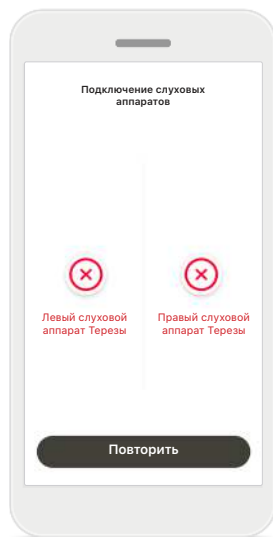 Подключение слуховых
аппаратов
Левый слуховой
аппарат Терезы
Правый слуховой
аппарат Терезы
Повторить